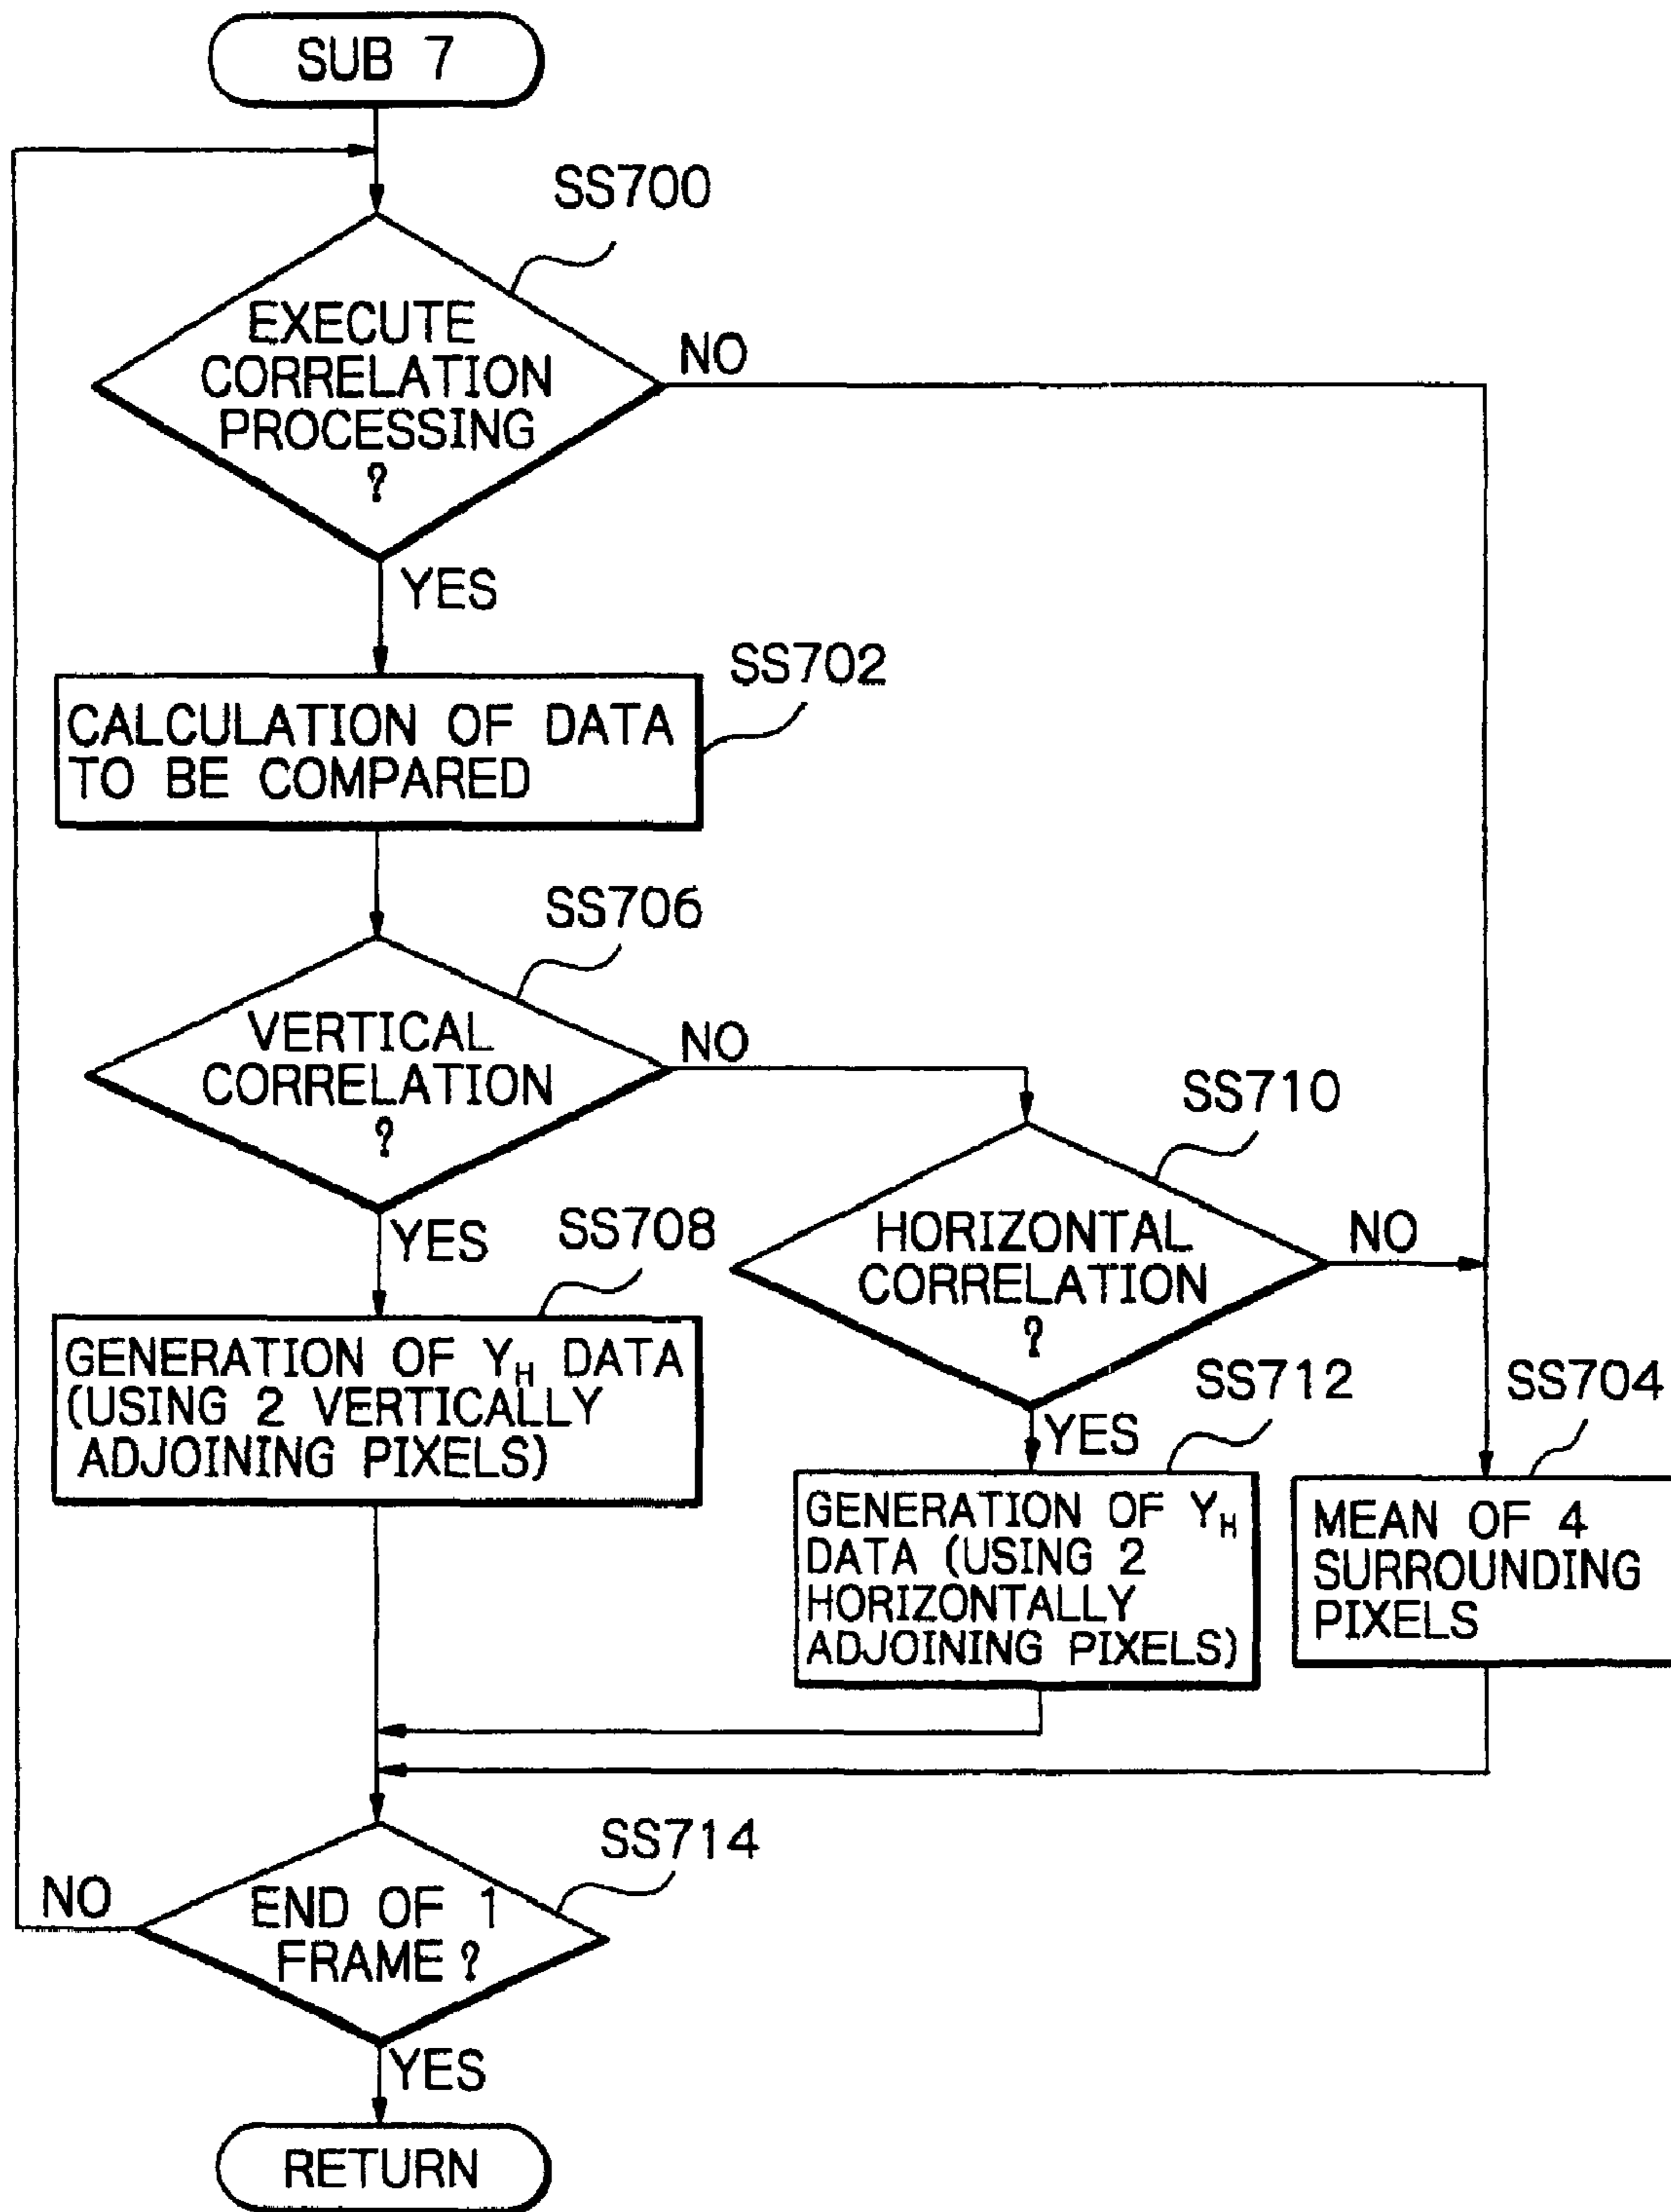 SUB 7
SS700
EXECUTE
CORRELATION
PROCESSING
?
NO
YES
SS702
CALCULATION OF DATA
TO BE COMPARED
SS706
VERTICAL
CORRELATION
?
NO
YES
SS710
HORIZONTAL
CORRELATION
?
NO
YES
SS708
GENERATION OF Y_H DATA
(USING 2 VERTICALLY
ADJOINING PIXELS)
SS712
GENERATION OF Y_H
DATA (USING 2
HORIZONTALLY
ADJOINING PIXELS)
SS704
MEAN OF 4
SURROUNDING
PIXELS
SS714
END OF 1
FRAME ?
NO
YES
RETURN